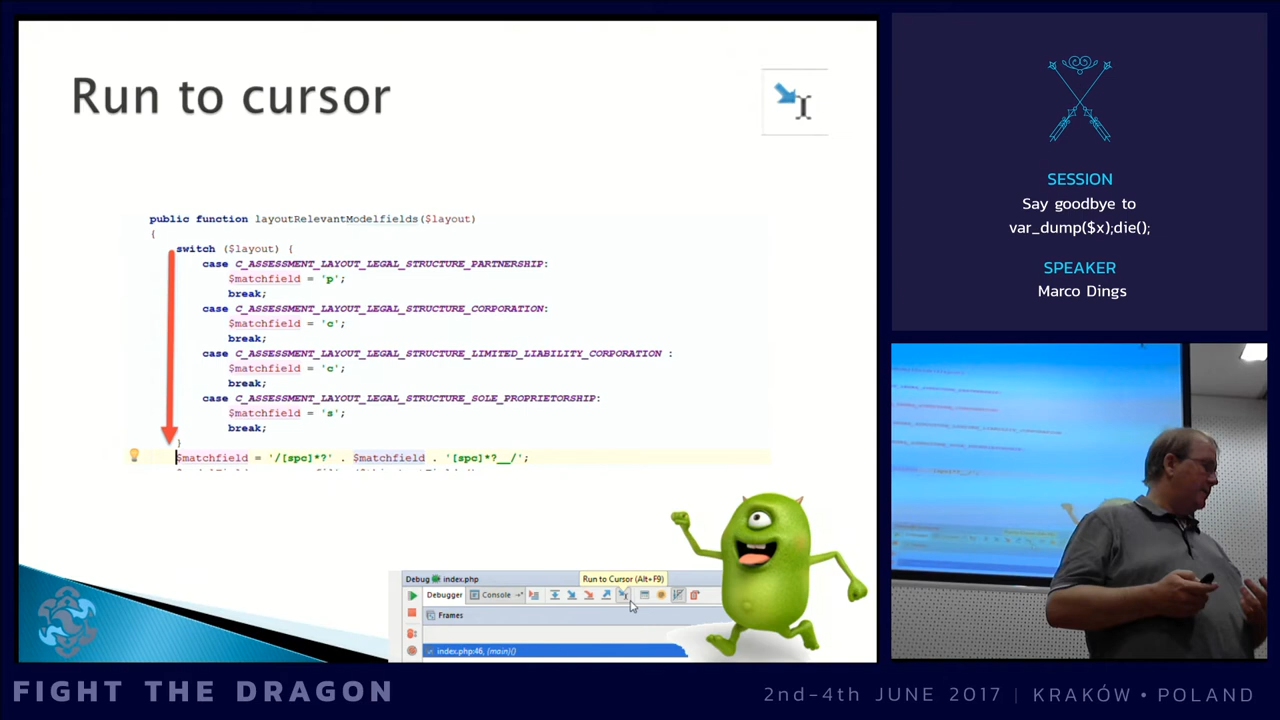 Run to cursor
public function layoutRelevantModelfields($layout)
{
switch ($layout) {
case C_ASSESSMENT_LAYOUT_LEGAL_STRUCTURE_PARTNERSHIP:
$matchfield = 'p';
break;
case C_ASSESSMENT_LAYOUT_LEGAL_STRUCTURE_CORPORATION:
$matchfield = 'c';
break;
case C_ASSESSMENT_LAYOUT_LEGAL_STRUCTURE_LIMITED_LIABILITY_CORPORATION :
$matchfield = 'c';
break;
case C_ASSESSMENT_LAYOUT_LEGAL_STRUCTURE_SOLE_PROPRIETORSHIP:
$matchfield = 's';
break;
}
$matchfield = '/[spc]*?' . $matchfield . '[spc]*?__/';
Debug index.php
Run to Cursor (Alt+F9)
Debugger Console
Frames
index.php:46, {main}()
SESSION
Say goodbye to
var_dump($x);die();
SPEAKER
Marco Dings
FIGHT THE DRAGON
2nd-4th JUNE 2017 | KRAKÓW • POLAND